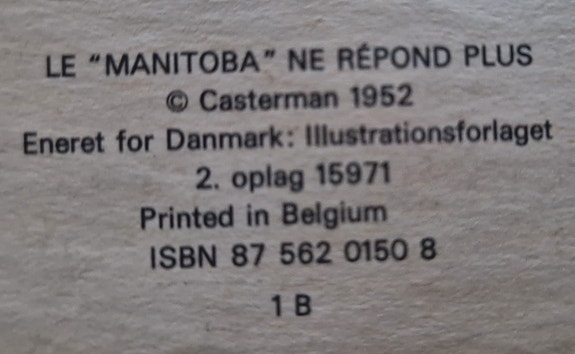 LE “MANITOBA” NE RÉPOND PLUS
© Casterman 1952
Eneret for Danmark: Illustrationsforlaget
2. oplag 15971
Printed in Belgium
ISBN 87 562 0150 8
1 B